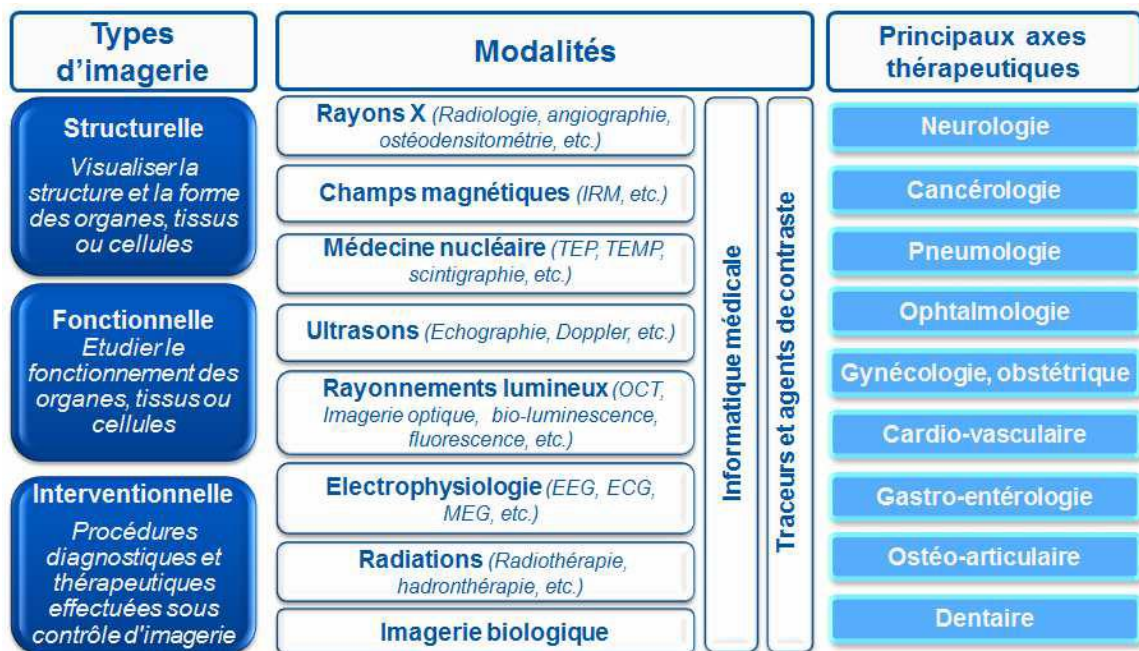 Types
d'imagerie
Modalités
Principaux axes
thérapeutiques
Structurelle
Visualiser la
structure et la forme
des organes, tissus
ou cellules
Fonctionnelle
Etudier le
fonctionnement des
organes, tissus ou
cellules
Interventionnelle
Procédures
diagnostiques et
thérapeutiques
effectuées sous
contrôle d'imagerie
Rayons X (Radiologie, angiographie,
ostéodensitométrie, etc.)
Champs magnétiques (IRM, etc.)
Médecine nucléaire (TEP, TEMP,
scintigraphie, etc.)
Ultrasons (Echographie, Doppler, etc.)
Rayonnements lumineux (OCT,
Imagerie optique, bio-luminescence,
fluorescence, etc.)
Electrophysiologie (EEG, ECG,
MEG, etc.)
Radiations (Radiothérapie,
hadronthérapie, etc.)
Imagerie biologique
Informatique médicale
Traceurs et agents de contraste
Neurologie
Cancérologie
Pneumologie
Ophtalmologie
Gynécologie, obstétrique
Cardio-vasculaire
Gastro-entérologie
Ostéo-articulaire
Dentaire